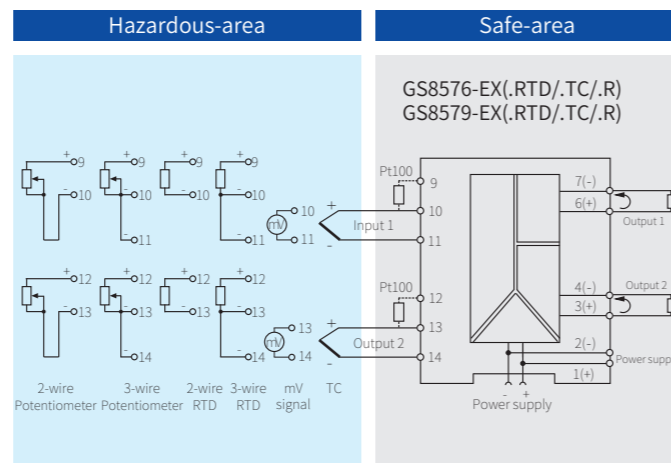 Hazardous-area
Safe-area
GS8576-EX(.RTD/.TC/.R)
GS8579-EX(.RTD/.TC/.R)
+ 9 + 9 + 9 + 9
- 10 - 10 - 10 - 10
- 11 - 11
mV
10
11
+
Input 1
-
Pt100
9
10
11
7(-)
6(+)
Output 1
+ 12 + 12 + 12 + 12
- 13 - 13 - 13 - 13
- 14 - 14
mV
13
14
+
Output 2
-
Pt100
12
13
14
4(-)
3(+)
Output 2
2(-)
1(+)
- +
Power supply
2-wire
Potentiometer
3-wire
Potentiometer
2-wire
RTD
3-wire
RTD
mV
signal
TC